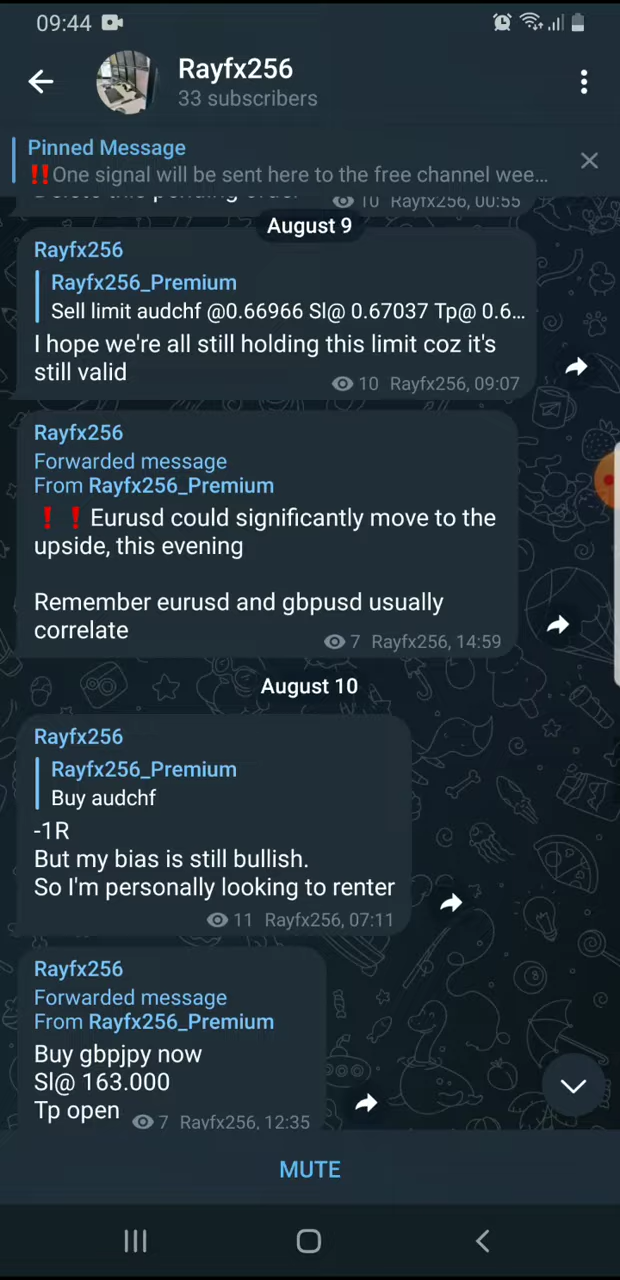 09:44
Rayfx256
33 subscribers
Pinned Message
‼️One signal will be sent here to the free channel wee...
Delete this pending order
10 Rayfx256, 00:55
August 9
Rayfx256
Rayfx256_Premium
Sell limit audchf @0.66966 Sl@ 0.67037 Tp@ 0.6...
I hope we're all still holding this limit coz it's
still valid
10 Rayfx256, 09:07
Rayfx256
Forwarded message
From Rayfx256_Premium
❗❗Eurusd could significantly move to the
upside, this evening
Remember eurusd and gbpusd usually
correlate
7 Rayfx256, 14:59
August 10
Rayfx256
Rayfx256_Premium
Buy audchf
-1R
But my bias is still bullish.
So I'm personally looking to renter
11 Rayfx256, 07:11
Rayfx256
Forwarded message
From Rayfx256_Premium
Buy gbpjpy now
Sl@ 163.000
Tp open
7 Rayfx256, 12:35
MUTE